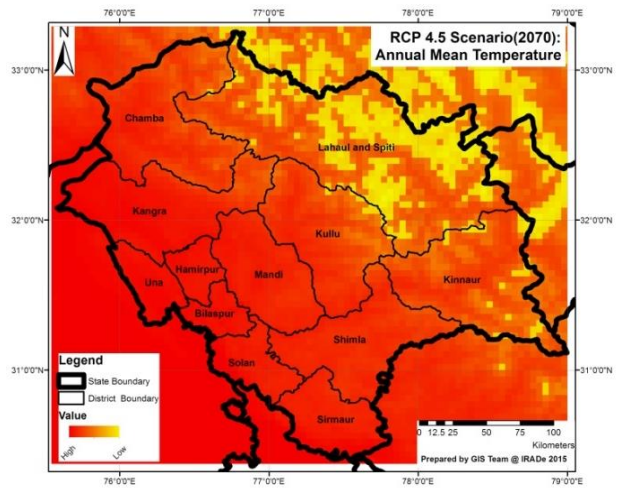 76°0'0"E 77°0'0"E 78°0'0"E 79°0'0"E
RCP 4.5 Scenario(2070):
Annual Mean Temperature
N
33°0'0"N 33°0'0"N
Chamba
Lahaul and Spiti
Kangra
32°0'0"N 32°0'0"N
Kullu
Hamirpur
Mandi
Una
Kinnaur
Bilaspur
Shimla
Legend
State Boundary
District Boundary
Value
High Low
31°0'0"N 31°0'0"N
Solan
Sirmaur
0 12.5 25 50 75 100
Kilometers
Prepared by GIS Team @ IRADe 2015
76°0'0"E 77°0'0"E 78°0'0"E 79°0'0"E